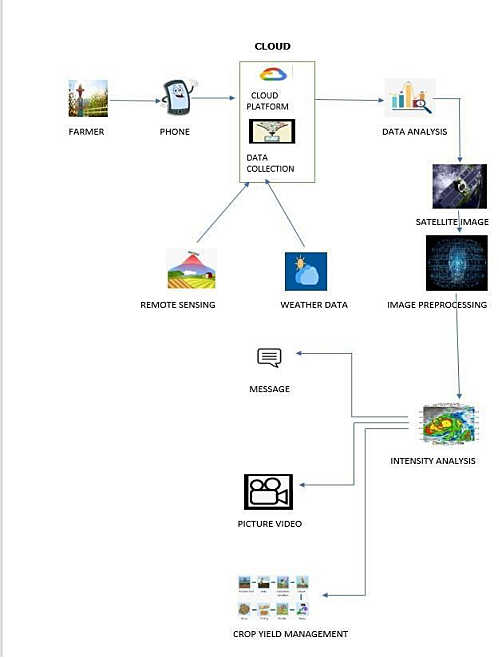 CLOUD
CLOUD
PLATFORM
DATA
COLLECTION
FARMER
PHONE
DATA ANALYSIS
SATELLITE IMAGE
REMOTE SENSING
WEATHER DATA
IMAGE PREPROCESSING
MESSAGE
INTENSITY ANALYSIS
PICTURE VIDEO
CROP YIELD MANAGEMENT